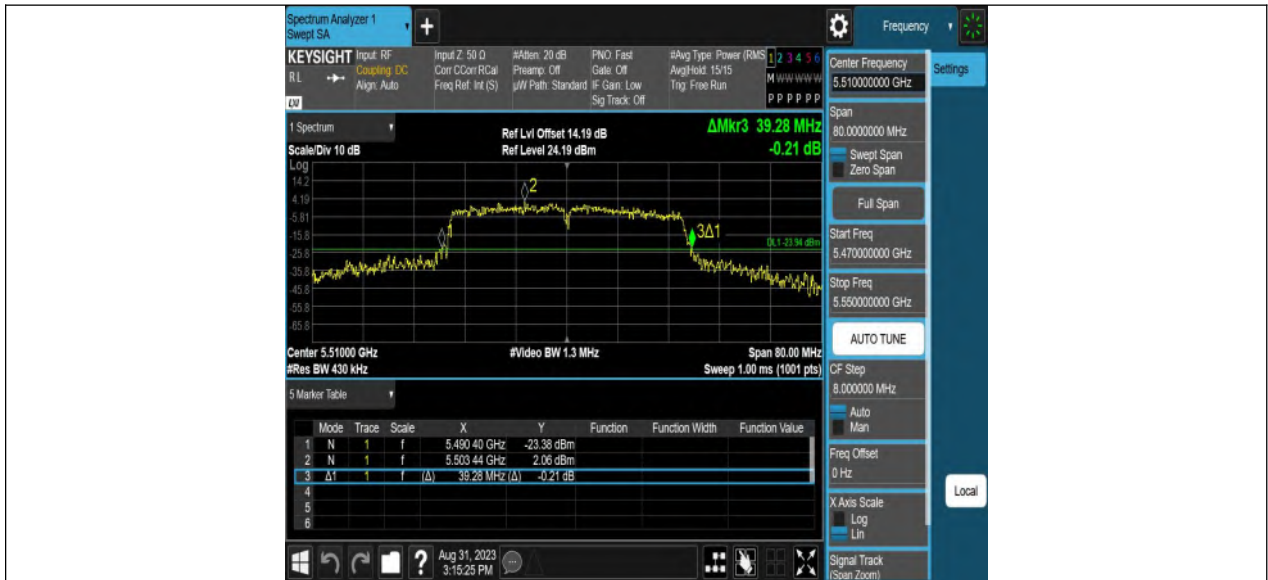 Spectrum Analyzer 1
Swept SA
+
Frequency
KEYSIGHT Input: RF Input Z: 50 Ω #Atten: 20 dB PNO: Fast #Avg Type: Power (RMS 1 2 3 4 5 6
RL Coupling: DC Corr CCorr RCal Preamp: Off Gate: Off Avg|Hold: 15/15 M W W W W W
Align: Auto Freq Ref: Int (S) µW Path: Standard IF Gain: Low Trig: Free Run
Sig Track: Off P P P P P P
LXI
Center Frequency
5.510000000 GHz
Settings
Span
80.0000000 MHz
Swept Span
Zero Span
Full Span
Start Freq
5.470000000 GHz
Stop Freq
5.550000000 GHz
AUTO TUNE
CF Step
8.000000 MHz
Auto
Man
Freq Offset
0 Hz
X Axis Scale
Log
Lin
Signal Track
(Span Zoom)
Local
1 Spectrum
Scale/Div 10 dB
Ref Lvl Offset 14.19 dB
Ref Level 24.19 dBm
ΔMkr3 39.28 MHz
-0.21 dB
Log
14.2
4.19
-5.81
-15.8
-25.8
-35.8
-45.8
-55.8
-65.8
2
3Δ1
DL1 -23.94 dBm
Center 5.51000 GHz #Video BW 1.3 MHz Span 80.00 MHz
#Res BW 430 kHz Sweep 1.00 ms (1001 pts)
5 Marker Table
Mode Trace Scale X Y Function Function Width Function Value
1 N 1 f 5.490 40 GHz -23.38 dBm
2 N 1 f 5.503 44 GHz 2.06 dBm
3 Δ1 1 f (Δ) 39.28 MHz (Δ) -0.21 dB
4
5
6
? Aug 31, 2023
3:15:25 PM